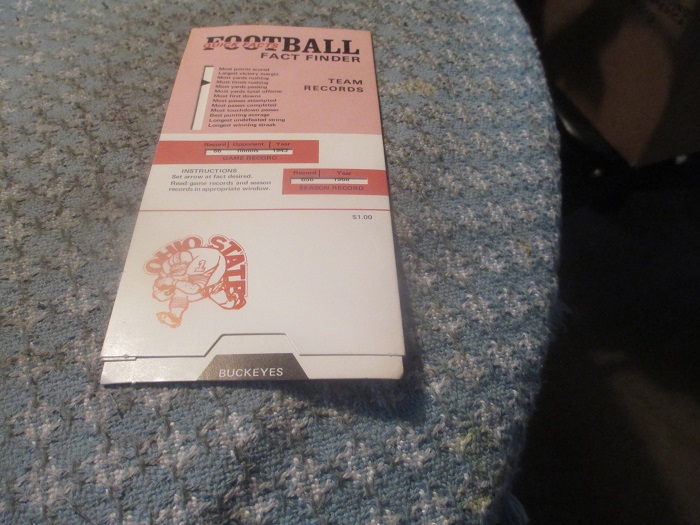 FOOTBALL
QUICK FACTS
FACT FINDER
TEAM
RECORDS
Most points scored
Largest victory margin
Most yards rushing
Most times rushing
Most yards passing
Most yards total offense
Most first downs
Most passes attempted
Most passes completed
Most touchdown passes
Best punting average
Longest undefeated string
Longest winning streak
Record Opponent Year
GAME RECORD
INSTRUCTIONS
Set arrow at fact desired.
Read game records and season
records in appropriate window.
Record Year
SEASON RECORD
$1.00
OHIO STATE
BUCKEYES